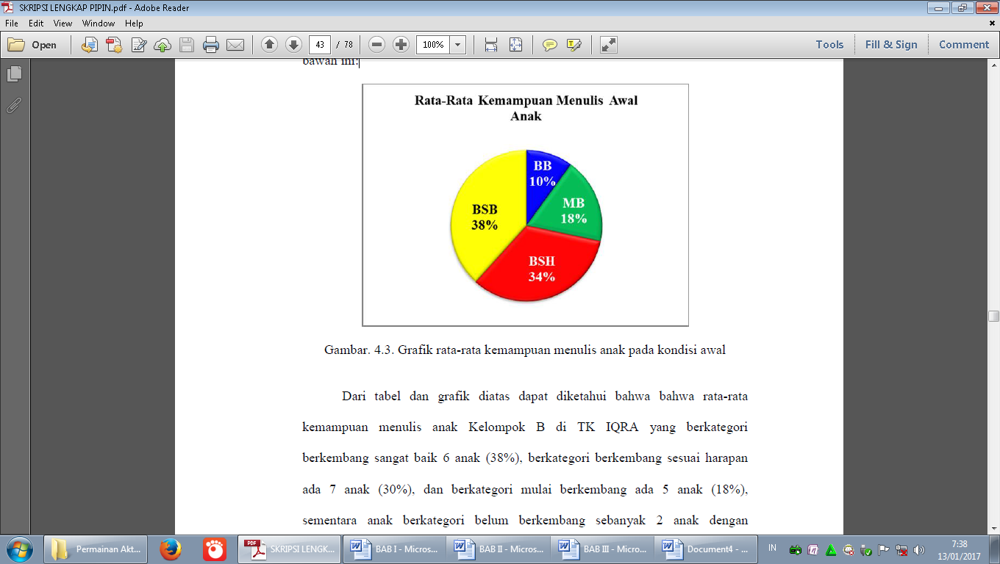 SKRIPSI LENGKAP PIPIN.pdf - Adobe Reader
File Edit View Window Help
Open 43 / 78 100% Tools Fill & Sign Comment
bawah ini:
Rata-Rata Kemampuan Menulis Awal
Anak
BB
10%
MB
18%
BSB
38%
BSH
34%
Gambar. 4.3. Grafik rata-rata kemampuan menulis anak pada kondisi awal
Dari tabel dan grafik diatas dapat diketahui bahwa bahwa rata-rata
kemampuan menulis anak Kelompok B di TK IQRA yang berkategori
berkembang sangat baik 6 anak (38%), berkategori berkembang sesuai harapan
ada 7 anak (30%), dan berkategori mulai berkembang ada 5 anak (18%),
sementara anak berkategori belum berkembang sebanyak 2 anak dengan
Permainan Akt... SKRIPSI LENGK... BAB I - Micros... BAB II - Micros... BAB III - Micro... Document4 - ... IN 7:38
13/01/2017